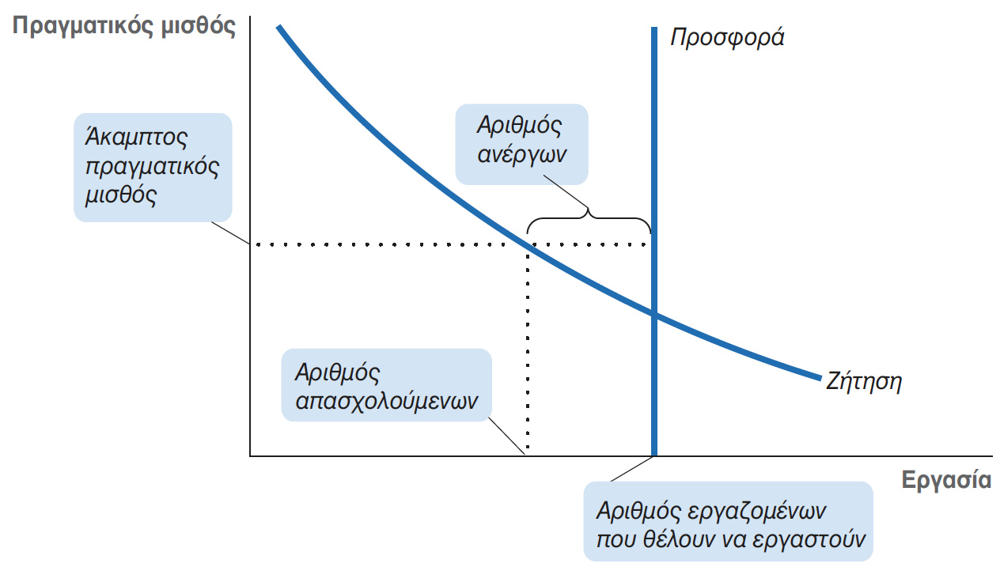 Πραγματικός μισθός
Προσφορά
Άκαμπτος
πραγματικός
μισθός
Αριθμός
ανέργων
Αριθμός
απασχολούμενων
Ζήτηση
Εργασία
Αριθμός εργαζομένων
που θέλουν να εργαστούν